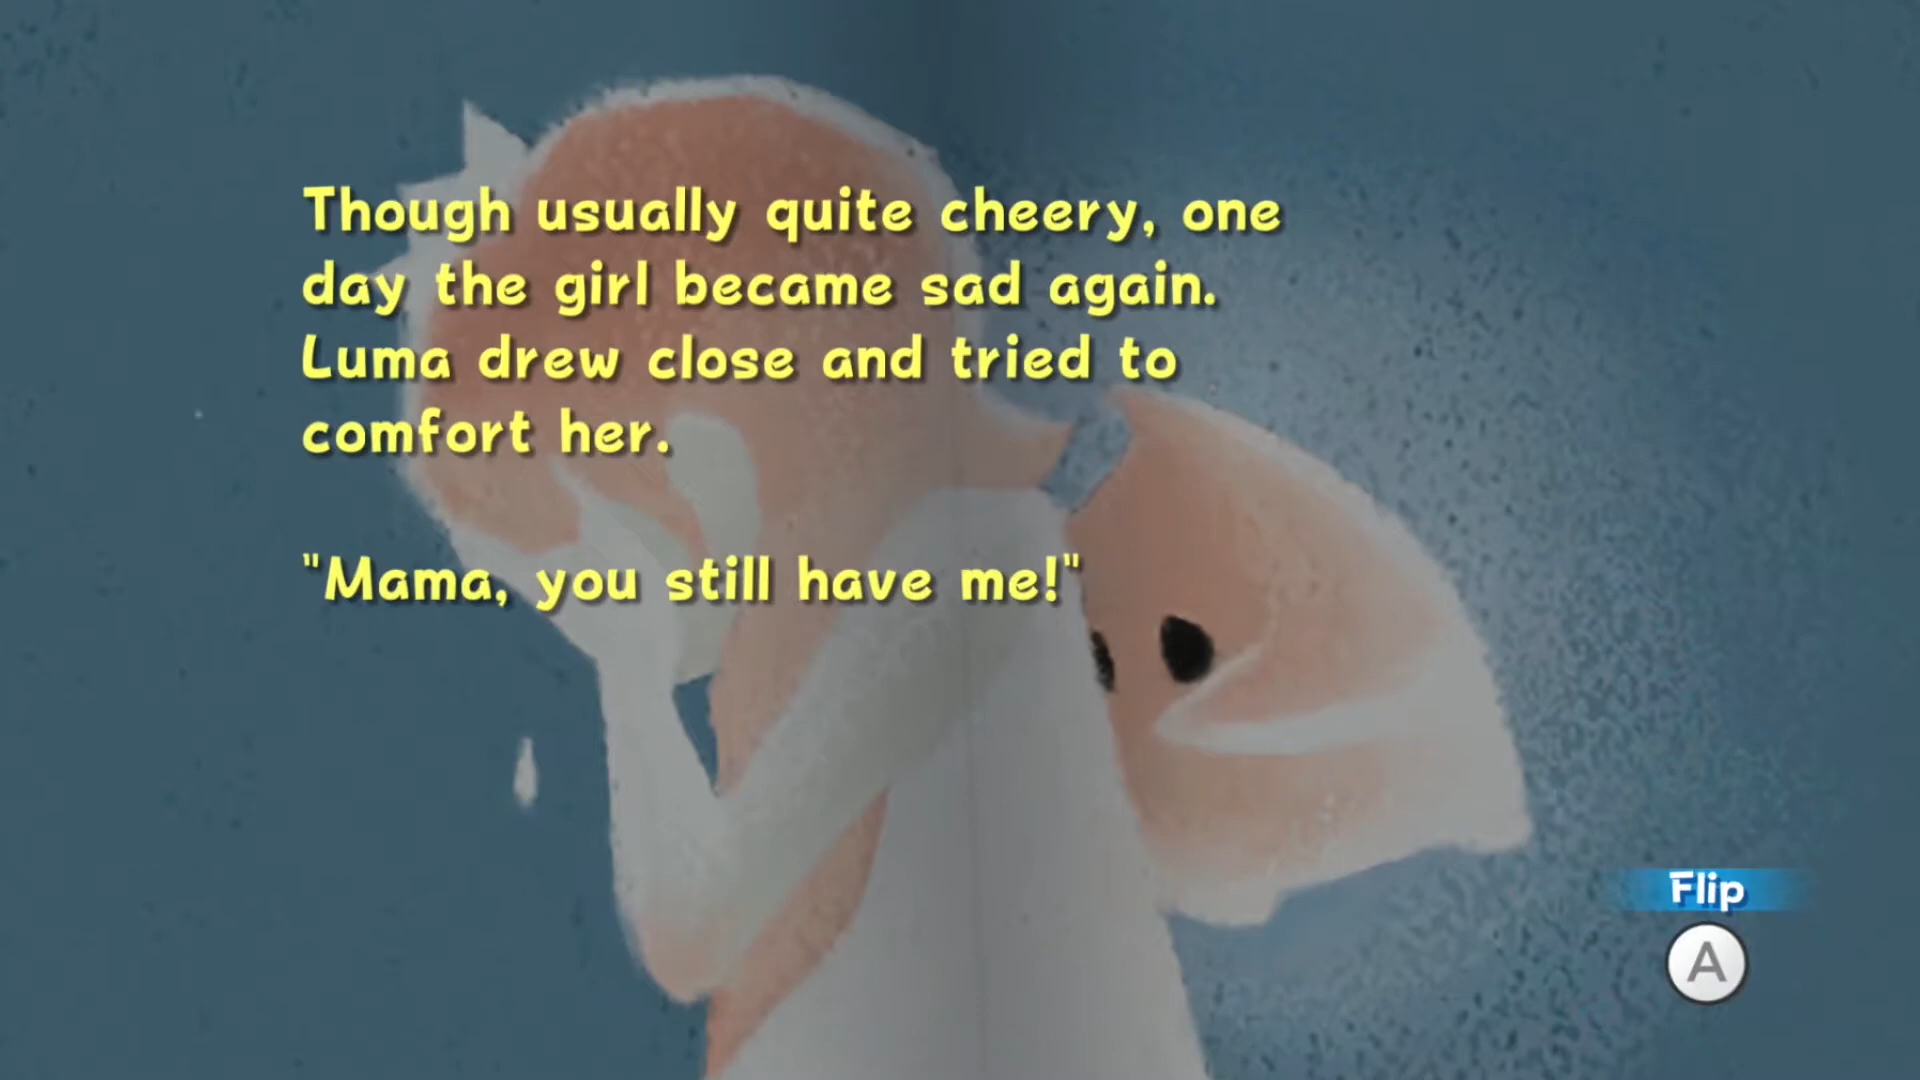 Though usually quite cheery, one
day the girl became sad again.
Luma drew close and tried to
comfort her.
"Mama, you still have me!"
Flip
A